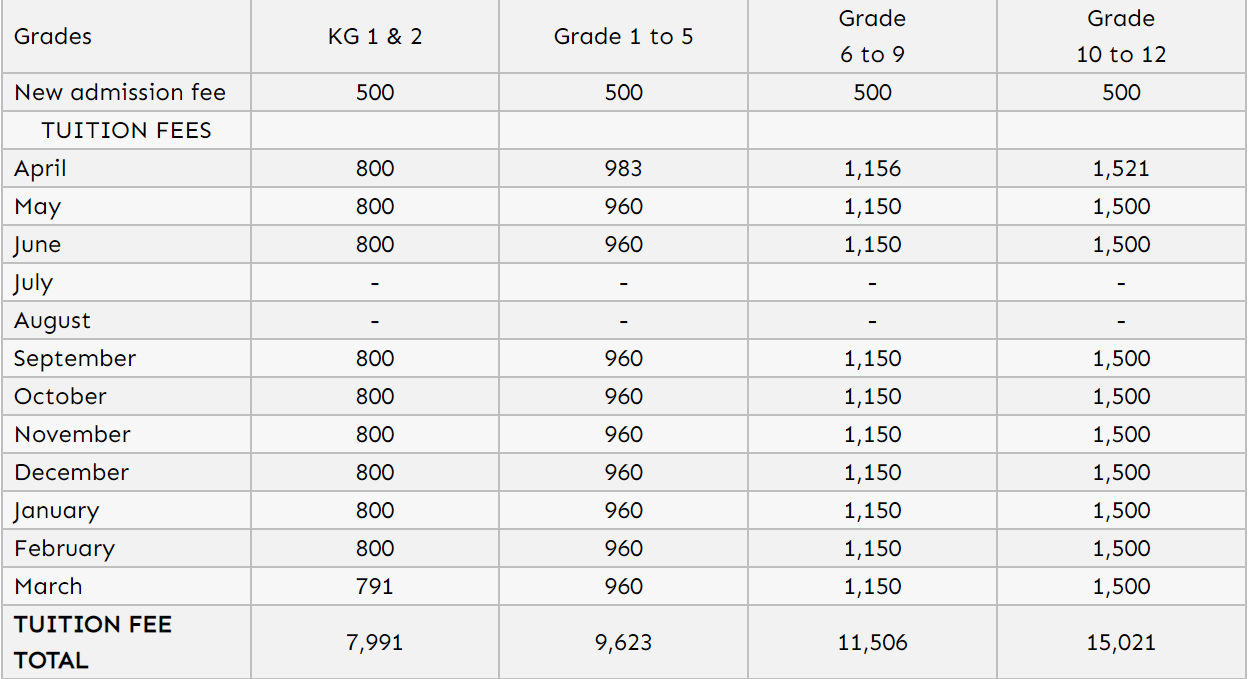 Grades KG 1 & 2 Grade 1 to 5 Grade 6 to 9 Grade 10 to 12
New admission fee 500 500 500 500
TUITION FEES
April 800 983 1,156 1,521
May 800 960 1,150 1,500
June 800 960 1,150 1,500
July - - - -
August - - - -
September 800 960 1,150 1,500
October 800 960 1,150 1,500
November 800 960 1,150 1,500
December 800 960 1,150 1,500
January 800 960 1,150 1,500
February 800 960 1,150 1,500
March 791 960 1,150 1,500
TUITION FEE TOTAL 7,991 9,623 11,506 15,021